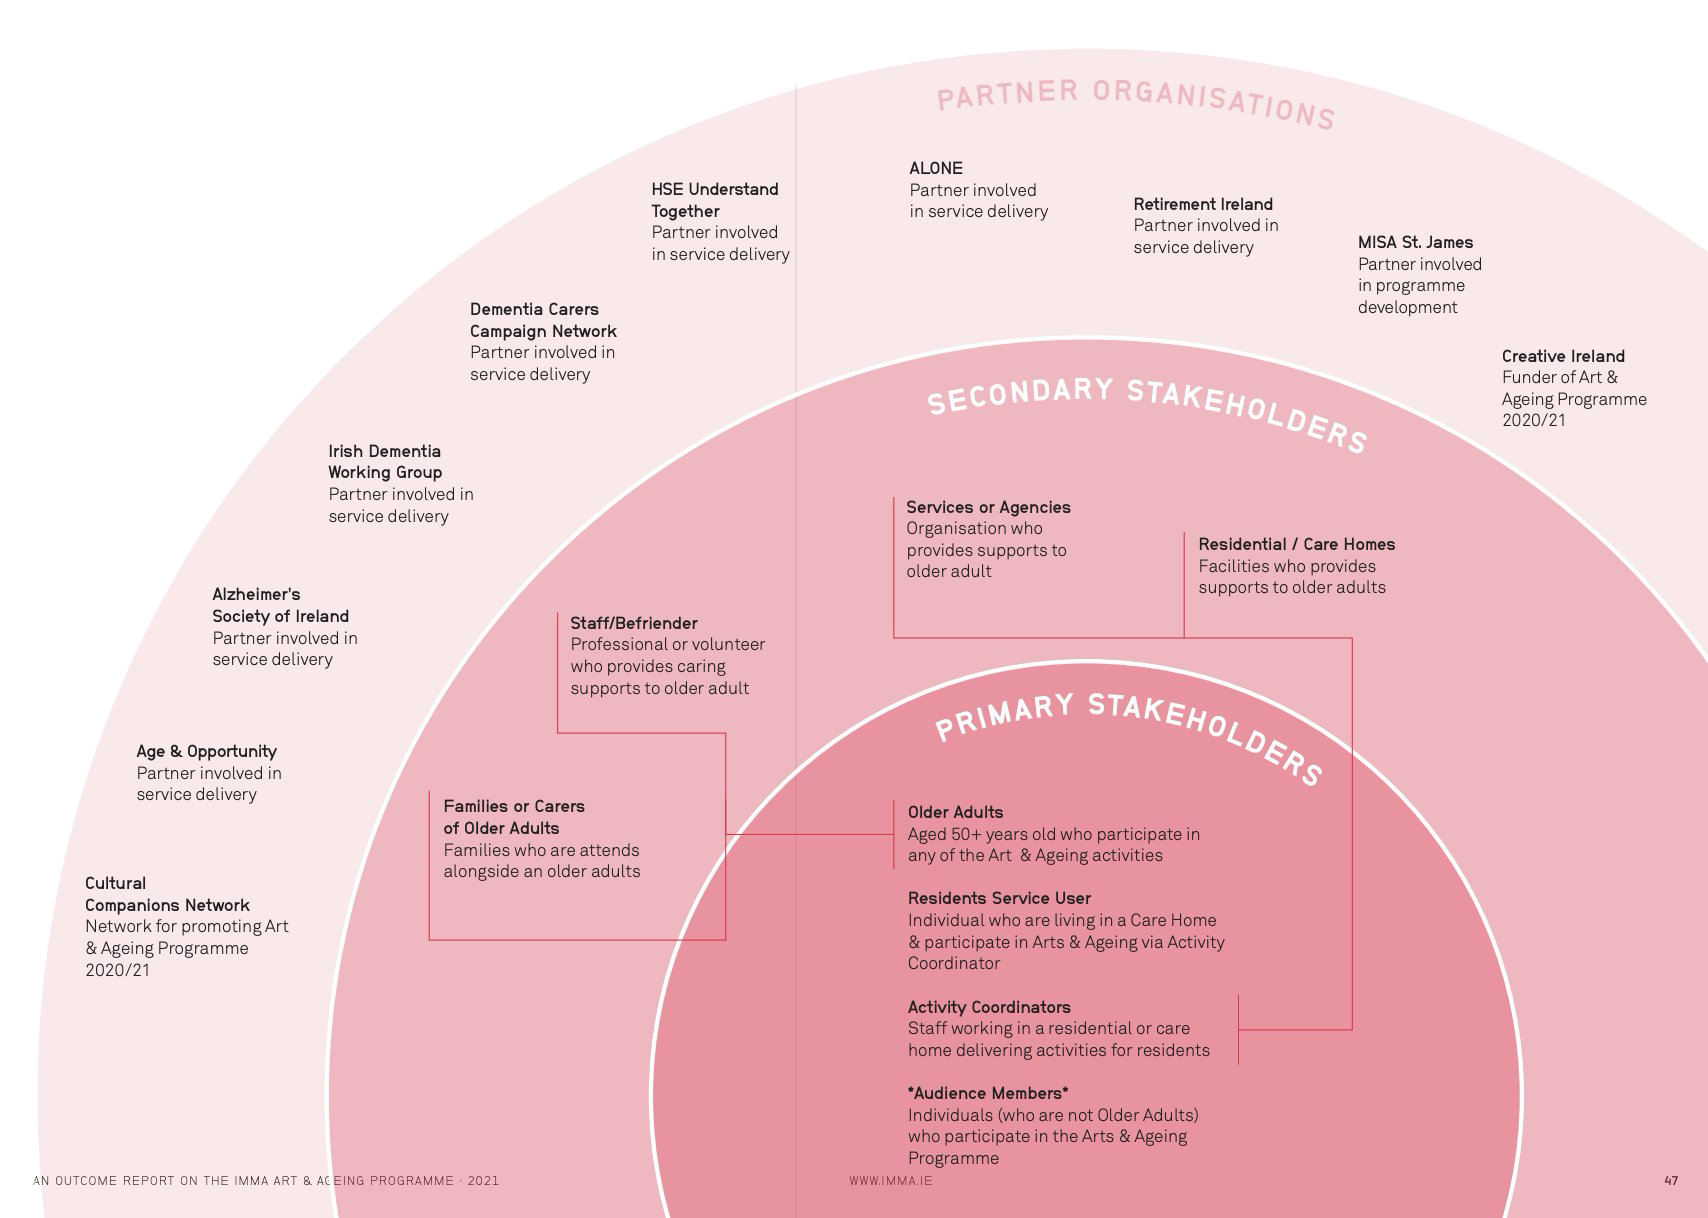 PARTNER ORGANISATIONS
ALONE
Partner involved
in service delivery
HSE Understand
Together
Partner involved
in service delivery
Retirement Ireland
Partner involved in
service delivery
MISA St. James
Partner involved
in programme
development
Dementia Carers
Campaign Network
Partner involved in
service delivery
Creative Ireland
Funder of Art &
Ageing Programme
2020/21
Irish Dementia
Working Group
Partner involved in
service delivery
Alzheimer's
Society of Ireland
Partner involved in
service delivery
Age & Opportunity
Partner involved in
service delivery
Cultural
Companions Network
Network for promoting Art
& Ageing Programme
2020/21
SECONDARY STAKEHOLDERS
Services or Agencies
Organisation who
provides supports to
older adult
Residential / Care Homes
Facilities who provides
supports to older adults
Staff/Befriender
Professional or volunteer
who provides caring
supports to older adult
Families or Carers
of Older Adults
Families who are attends
alongside an older adults
PRIMARY STAKEHOLDERS
Older Adults
Aged 50+ years old who participate in
any of the Art & Ageing activities
Residents Service User
Individual who are living in a Care Home
& participate in Arts & Ageing via Activity
Coordinator
Activity Coordinators
Staff working in a residential or care
home delivering activities for residents
*Audience Members*
Individuals (who are not Older Adults)
who participate in the Arts & Ageing
Programme
AN OUTCOME REPORT ON THE IMMA ART & AGEING PROGRAMME · 2021
WWW.IMMA.IE
47